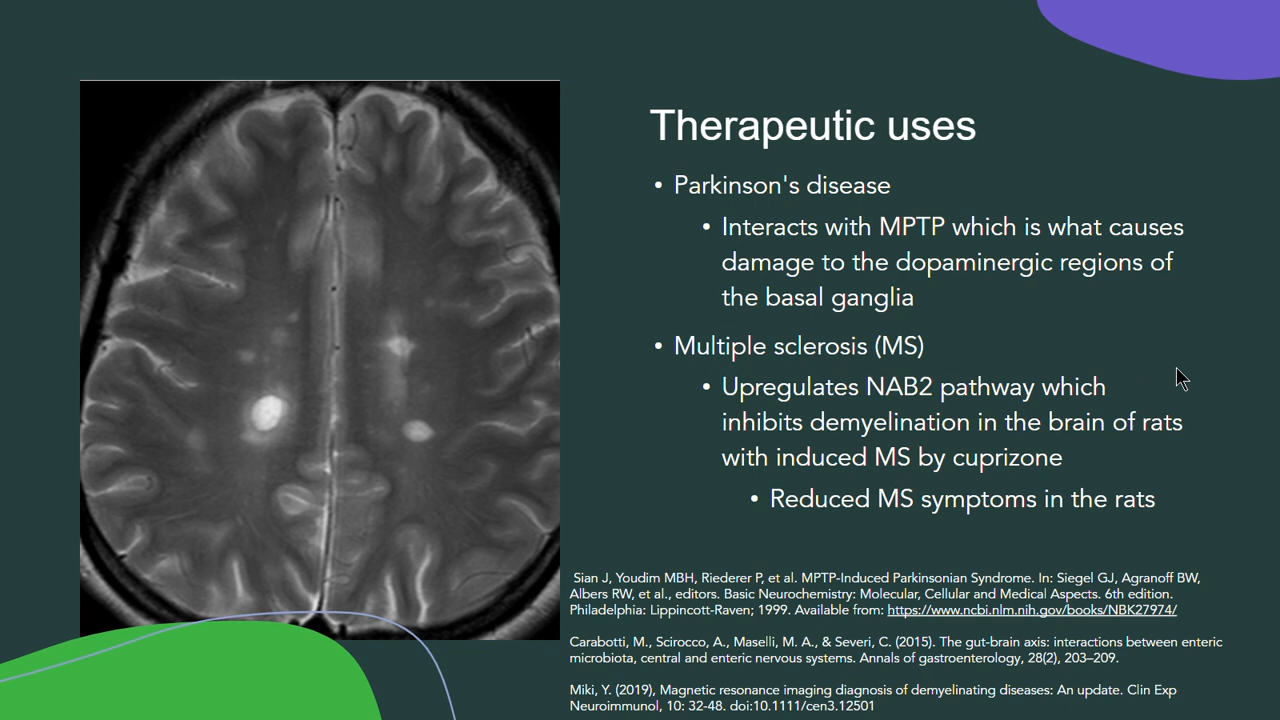 Therapeutic uses
• Parkinson's disease
• Interacts with MPTP which is what causes
damage to the dopaminergic regions of
the basal ganglia
• Multiple sclerosis (MS)
• Upregulates NAB2 pathway which
inhibits demyelination in the brain of rats
with induced MS by cuprizone
• Reduced MS symptoms in the rats
Sian J, Youdim MBH, Riederer P, et al. MPTP-Induced Parkinsonian Syndrome. In: Siegel GJ, Agranoff BW,
Albers RW, et al., editors. Basic Neurochemistry: Molecular, Cellular and Medical Aspects. 6th edition.
Philadelphia: Lippincott-Raven; 1999. Available from: https://www.ncbi.nlm.nih.gov/books/NBK27974/
Carabotti, M., Scirocco, A., Maselli, M. A., & Severi, C. (2015). The gut-brain axis: interactions between enteric
microbiota, central and enteric nervous systems. Annals of gastroenterology, 28(2), 203–209.
Miki, Y. (2019), Magnetic resonance imaging diagnosis of demyelinating diseases: An update. Clin Exp
Neuroimmunol, 10: 32-48. doi:10.1111/cen3.12501